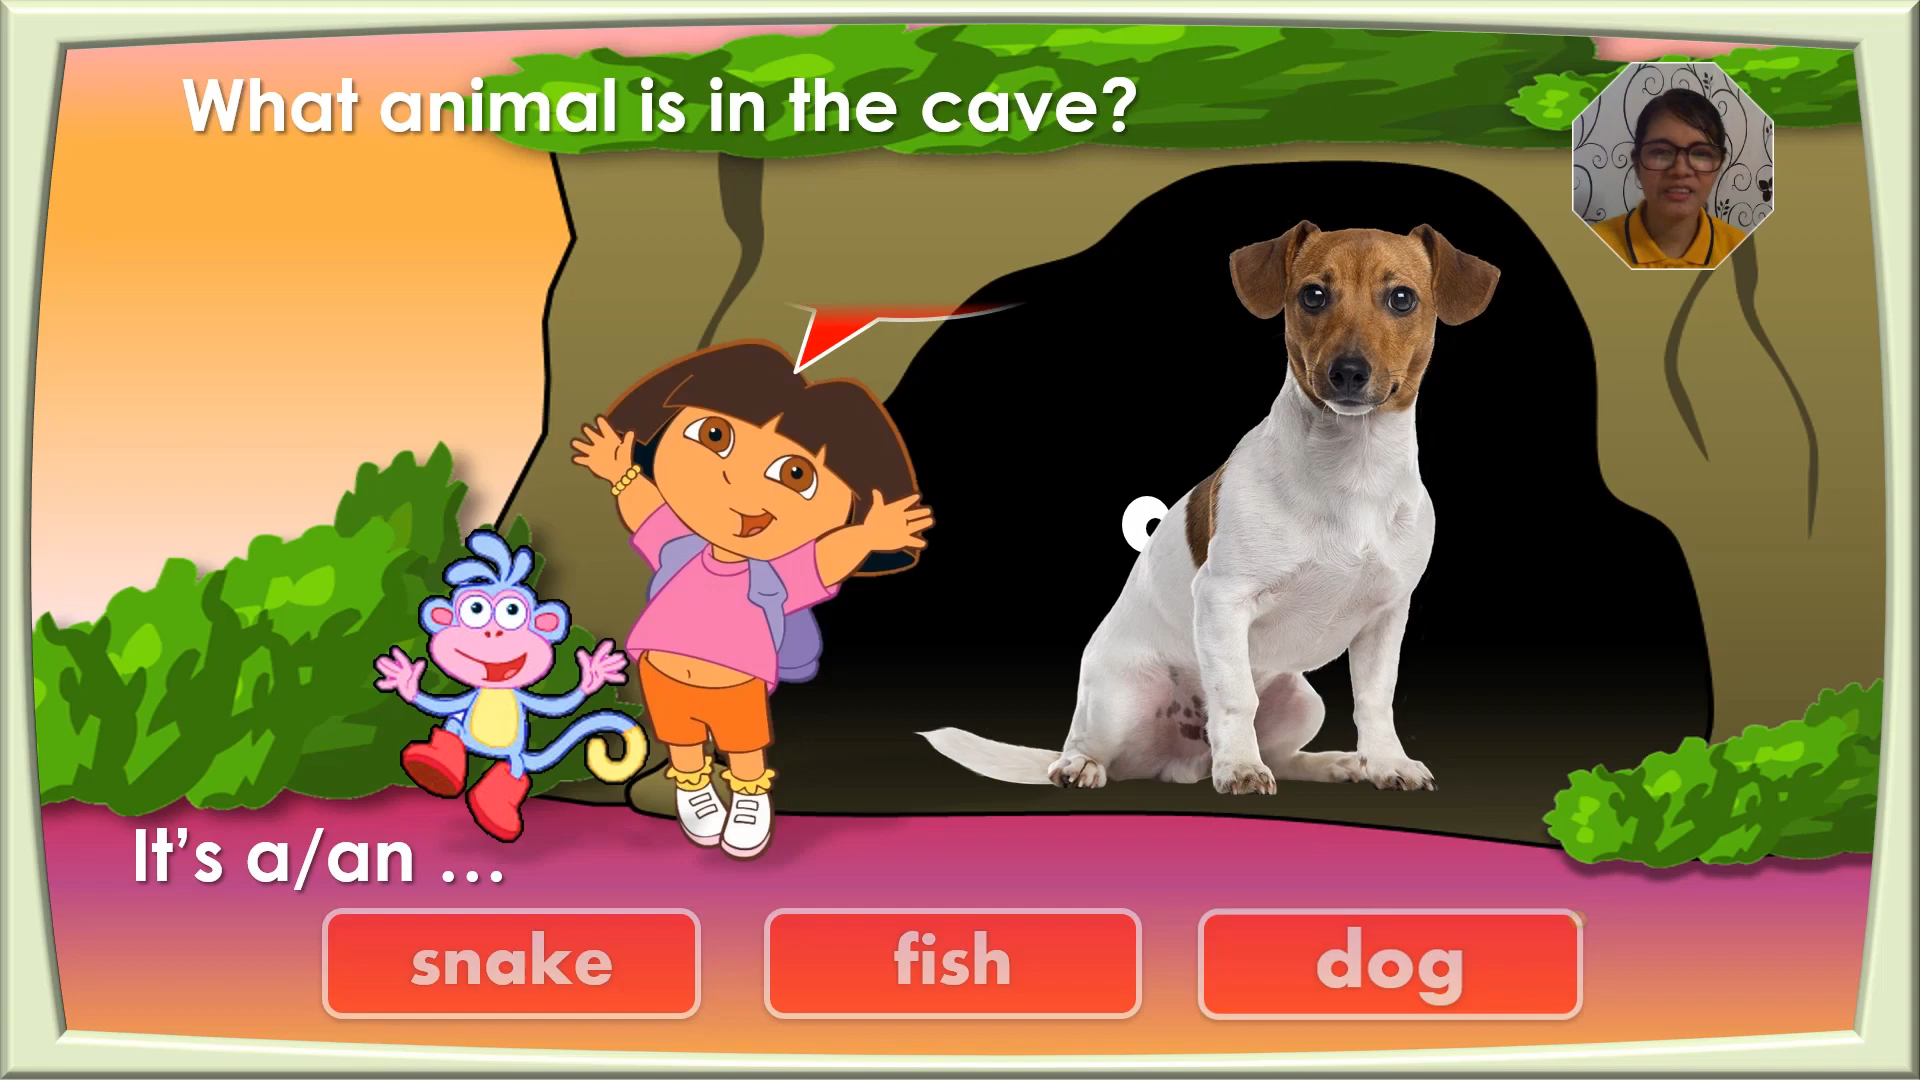 What animal is in the cave?
It's a/an ...
snake
fish
dog